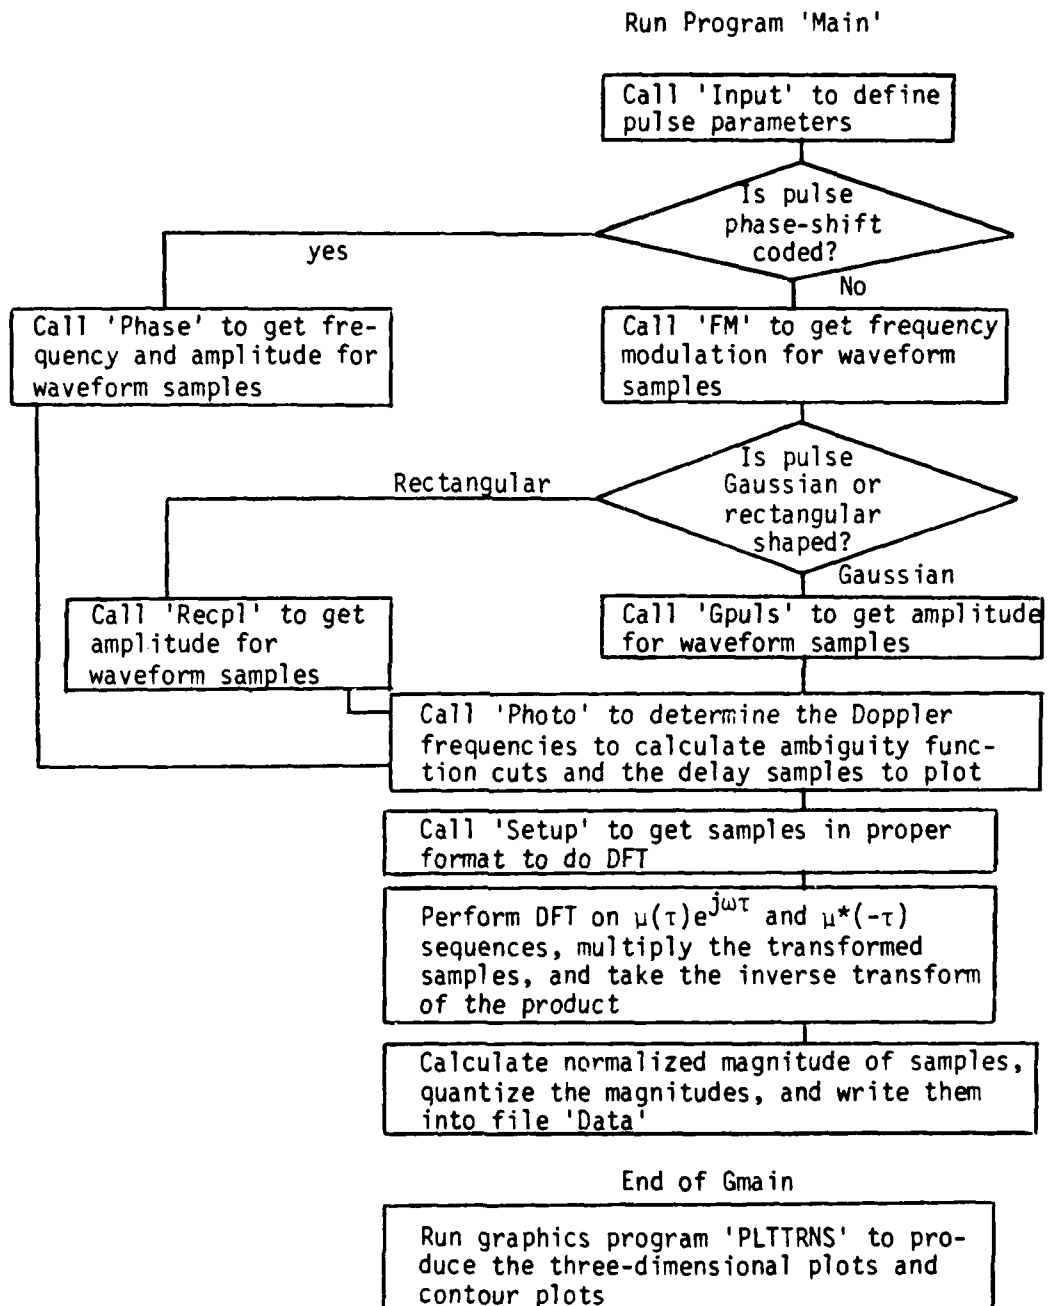 Run Program 'Main'
Call 'Input' to define
pulse parameters
Is pulse
phase-shift
coded?
yes
No
Call 'Phase' to get fre-
quency and amplitude for
waveform samples
Call 'FM' to get frequency
modulation for waveform
samples
Is pulse
Gaussian or
rectangular
shaped?
Rectangular
Gaussian
Call 'Recpl' to get
amplitude for
waveform samples
Call 'Gpuls' to get amplitude
for waveform samples
Call 'Photo' to determine the Doppler
frequencies to calculate ambiguity func-
tion cuts and the delay samples to plot
Call 'Setup' to get samples in proper
format to do DFT
Perform DFT on μ(τ)e^jωτ and μ*(-τ)
sequences, multiply the transformed
samples, and take the inverse transform
of the product
Calculate normalized magnitude of samples,
quantize the magnitudes, and write them
into file 'Data'
End of Gmain
Run graphics program 'PLTTRNS' to pro-
duce the three-dimensional plots and
contour plots